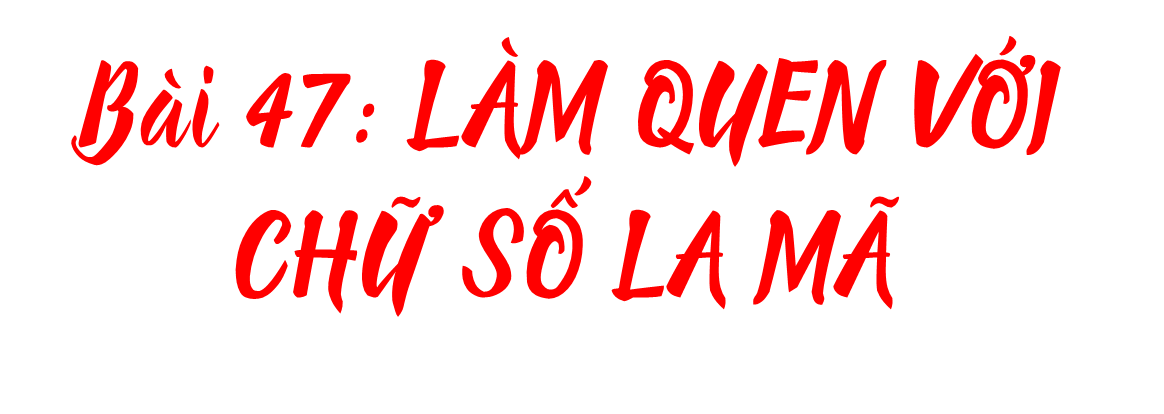 Bài 47: LÀM QUEN VỚI
CHỮ SỐ LA MÃ